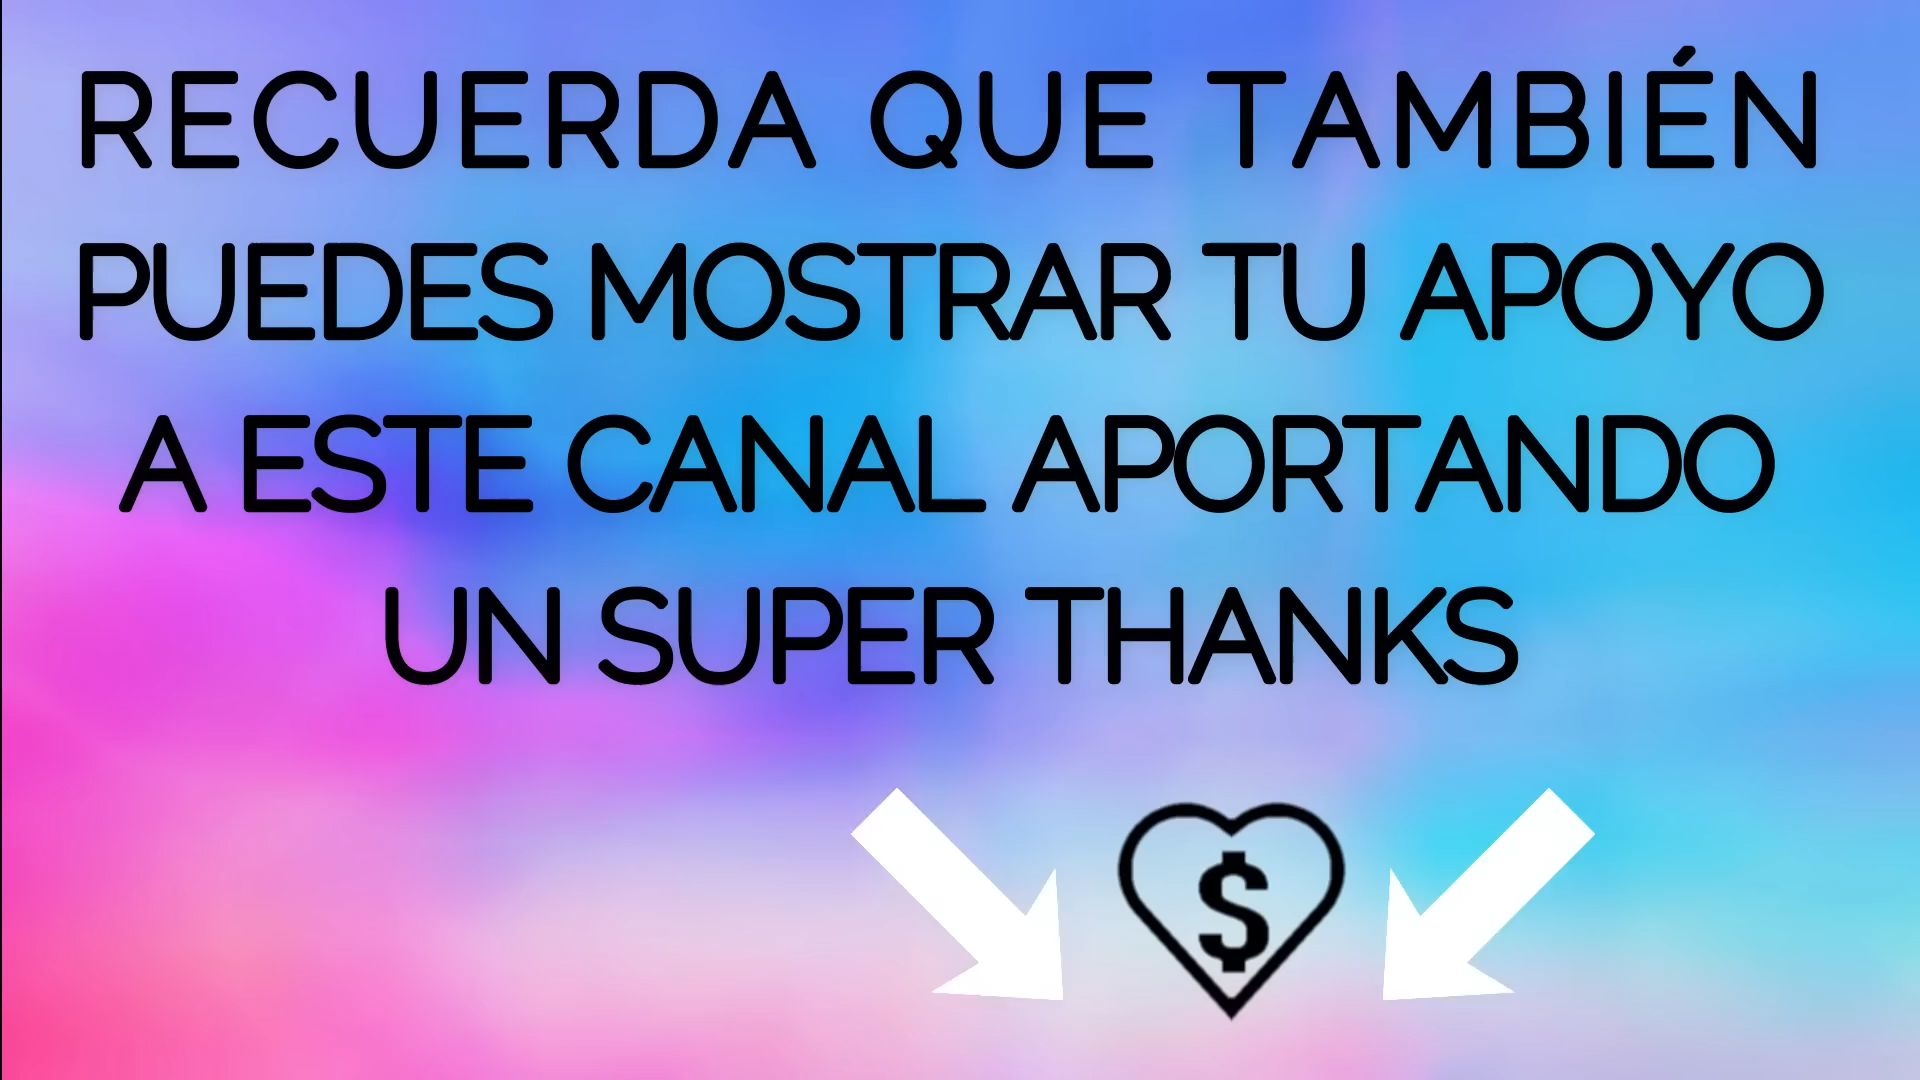 RECUERDA QUE TAMBIÉN
PUEDES MOSTRAR TU APOYO
A ESTE CANAL APORTANDO
UN SUPER THANKS
$